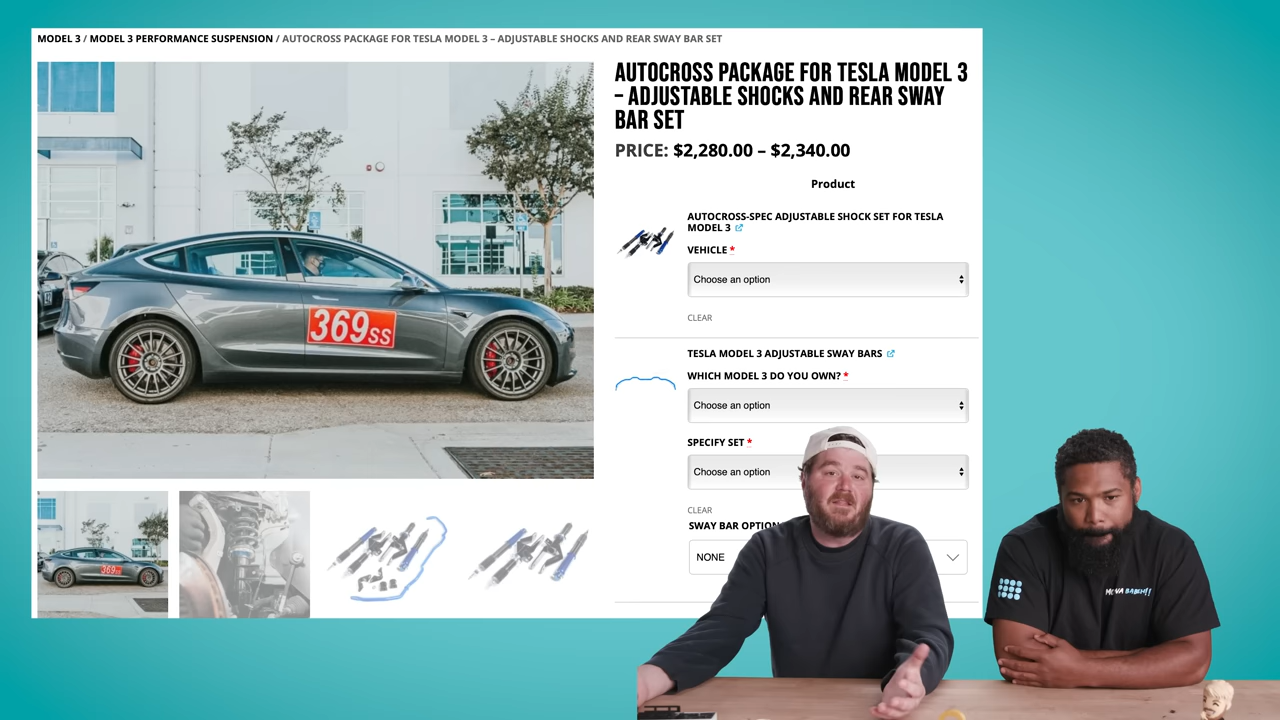 MODEL 3 / MODEL 3 PERFORMANCE SUSPENSION / AUTOCROSS PACKAGE FOR TESLA MODEL 3 – ADJUSTABLE SHOCKS AND REAR SWAY BAR SET
369SS
AUTOCROSS PACKAGE FOR TESLA MODEL 3
– ADJUSTABLE SHOCKS AND REAR SWAY
BAR SET
PRICE: $2,280.00 – $2,340.00
Product
AUTOCROSS-SPEC ADJUSTABLE SHOCK SET FOR TESLA
MODEL 3
VEHICLE *
Choose an option
CLEAR
TESLA MODEL 3 ADJUSTABLE SWAY BARS
WHICH MODEL 3 DO YOU OWN? *
Choose an option
SPECIFY SET *
Choose an option
CLEAR
SWAY BAR OPTION
NONE
369SS